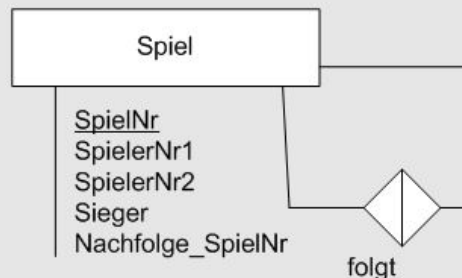 Spiel
SpielNr
SpielerNr1
SpielerNr2
Sieger
Nachfolge_SpielNr
folgt